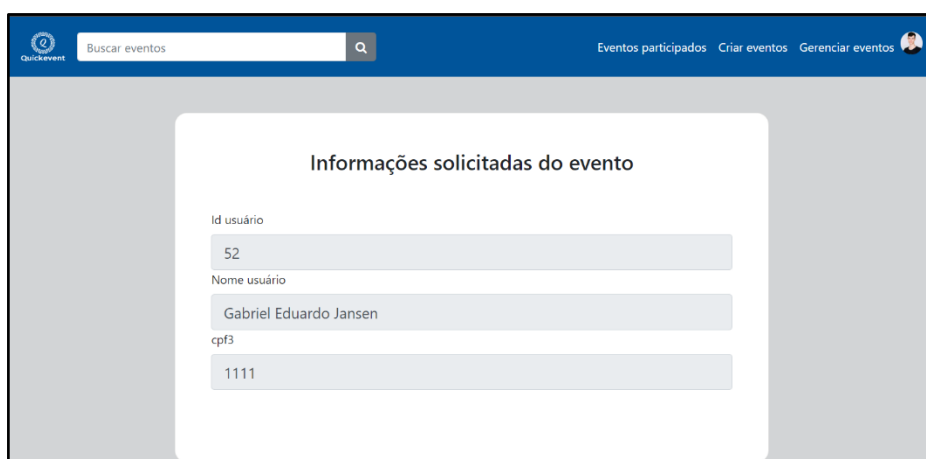 Quickevent
Buscar eventos
Eventos participados Criar eventos Gerenciar eventos
Informações solicitadas do evento
Id usuário
52
Nome usuário
Gabriel Eduardo Jansen
cpf3
1111